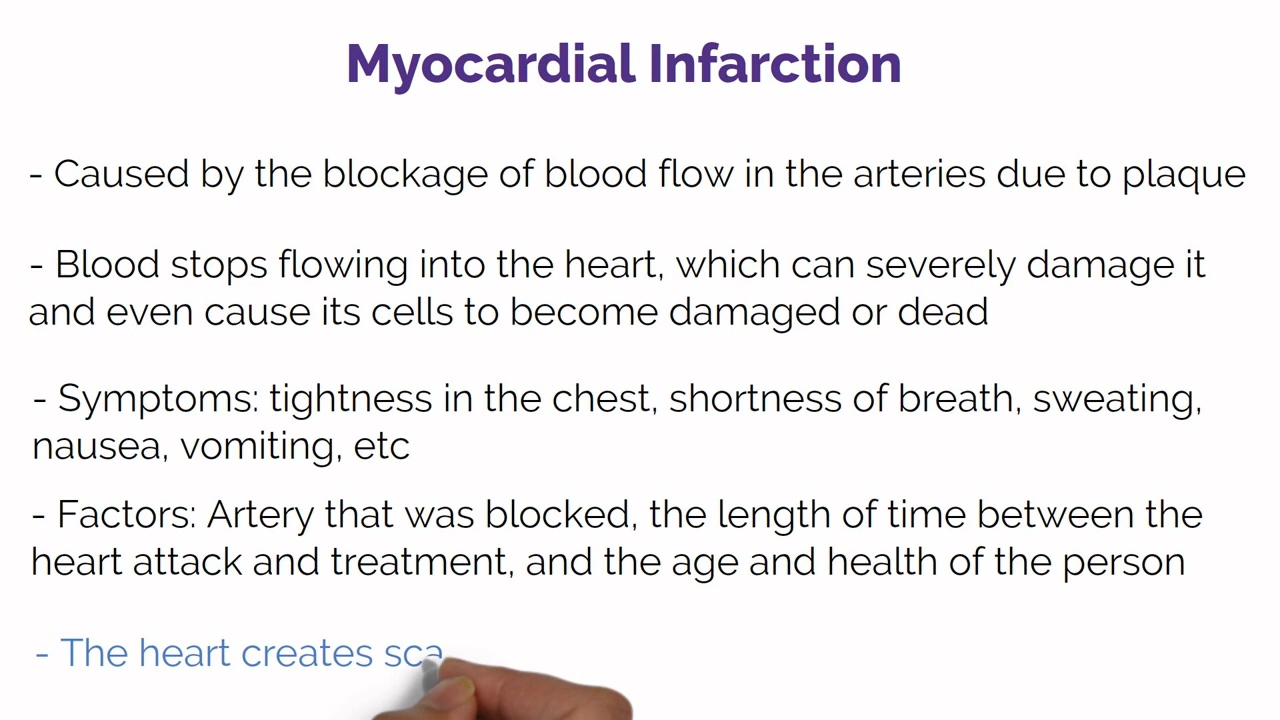 Myocardial Infarction
- Caused by the blockage of blood flow in the arteries due to plaque
- Blood stops flowing into the heart, which can severely damage it
and even cause its cells to become damaged or dead
- Symptoms: tightness in the chest, shortness of breath, sweating,
nausea, vomiting, etc
- Factors: Artery that was blocked, the length of time between the
heart attack and treatment, and the age and health of the person
- The heart creates sca